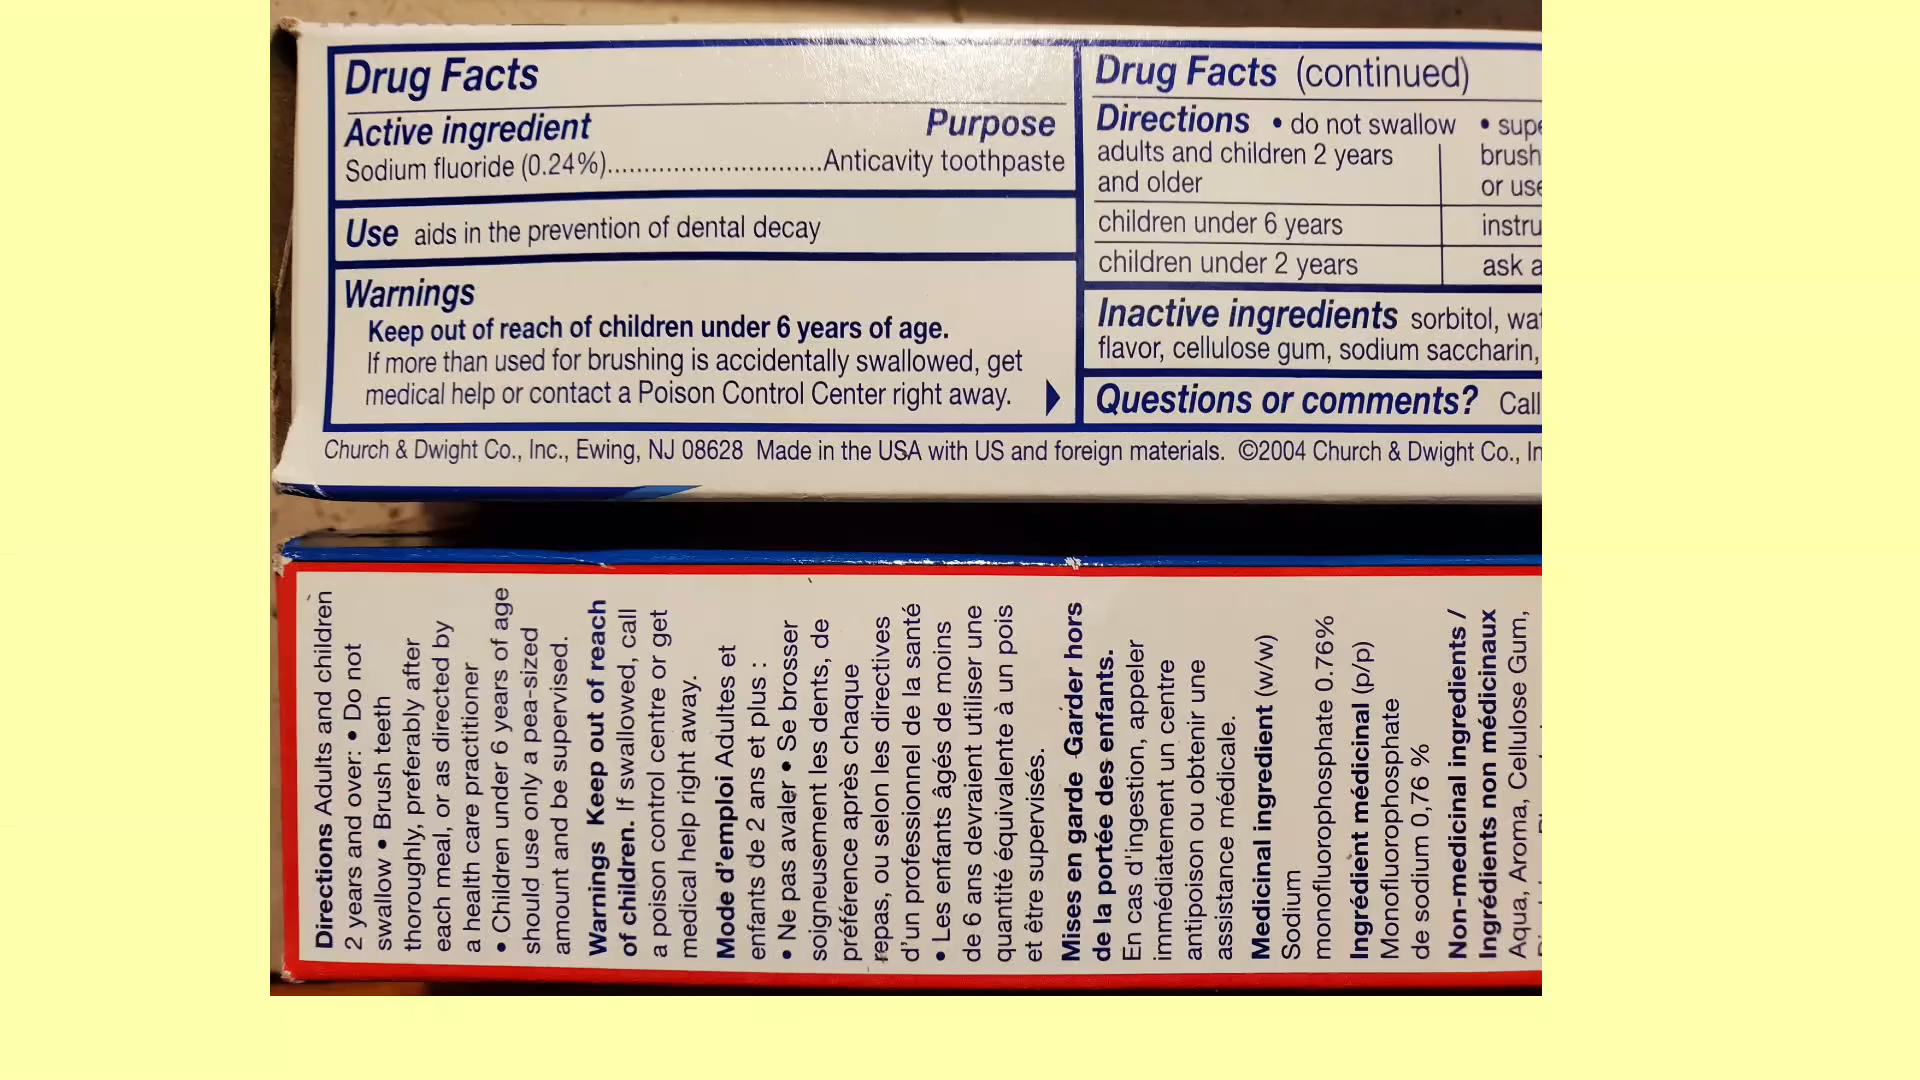 Drug Facts
Active ingredient Purpose
Sodium fluoride (0.24%)..............................Anticavity toothpaste
Use aids in the prevention of dental decay
Warnings
Keep out of reach of children under 6 years of age.
If more than used for brushing is accidentally swallowed, get
medical help or contact a Poison Control Center right away.
Drug Facts (continued)
Directions • do not swallow •
adults and children 2 years brush
and older or
children under 6 years
children under 2 years ask
Inactive ingredients sorbitol,
flavor, cellulose gum, sodium saccharin,
Questions or comments? Call
Church & Dwight Co., Inc., Ewing, NJ 08628 Made in the USA with US and foreign materials. ©2004 Church & Dwight Co.,
Directions Adults and children
2 years and over: • Do not
swallow • Brush teeth
thoroughly, preferably after
each meal, or as directed by
a health care practitioner
• Children under 6 years of age
should use only a pea-sized
amount and be supervised.
Warnings Keep out of reach
of children. If swallowed, call
a poison control centre or get
medical help right away.
Mode d'emploi Adultes et
enfants de 2 ans et plus :
• Ne pas avaler • Se brosser
soigneusement les dents, de
préférence après chaque
repas, ou selon les directives
d'un professionnel de la santé
• Les enfants âgés de moins
de 6 ans devraient utiliser une
quantité équivalente à un pois
et être supervisés.
Mises en garde Garder hors
de la portée des enfants.
En cas d'ingestion, appeler
immédiatement un centre
antipoison ou obtenir une
assistance médicale.
Medicinal ingredient (w/w)
Sodium
monofluorophosphate 0.76%
Ingrédient médicinal (p/p)
Monofluorophosphate
de sodium 0,76 %
Non-medicinal ingredients /
Ingrédients non médicinaux
Aqua, Aroma, Cellulose Gum,